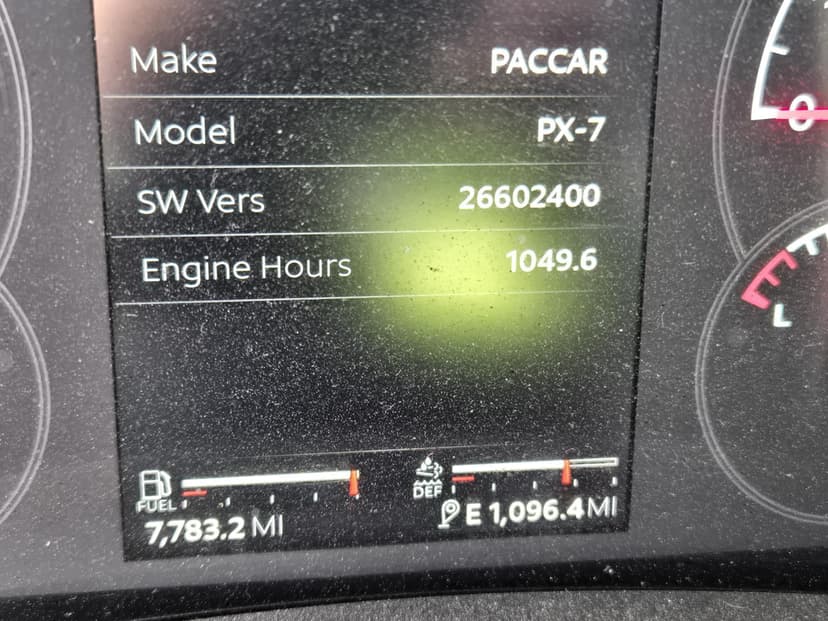 Make PACCAR
Model PX-7
SW Vers 26602400
Engine Hours 1049.6
0
L
FUEL DEF
7,783.2 MI E 1,096.4 MI